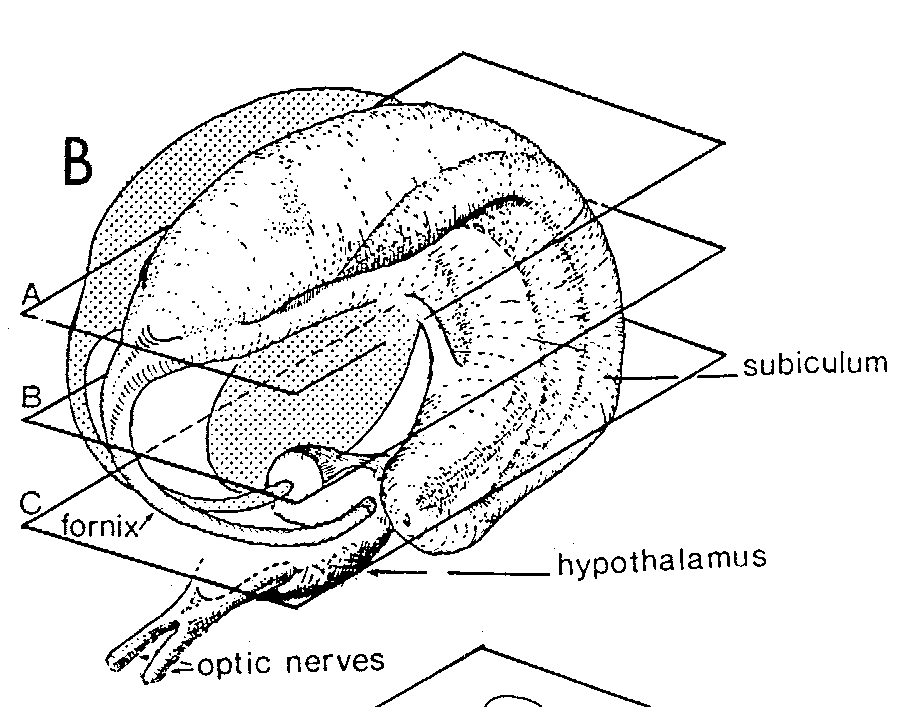 B
A
B
subiculum
C
fornix
hypothalamus
optic nerves